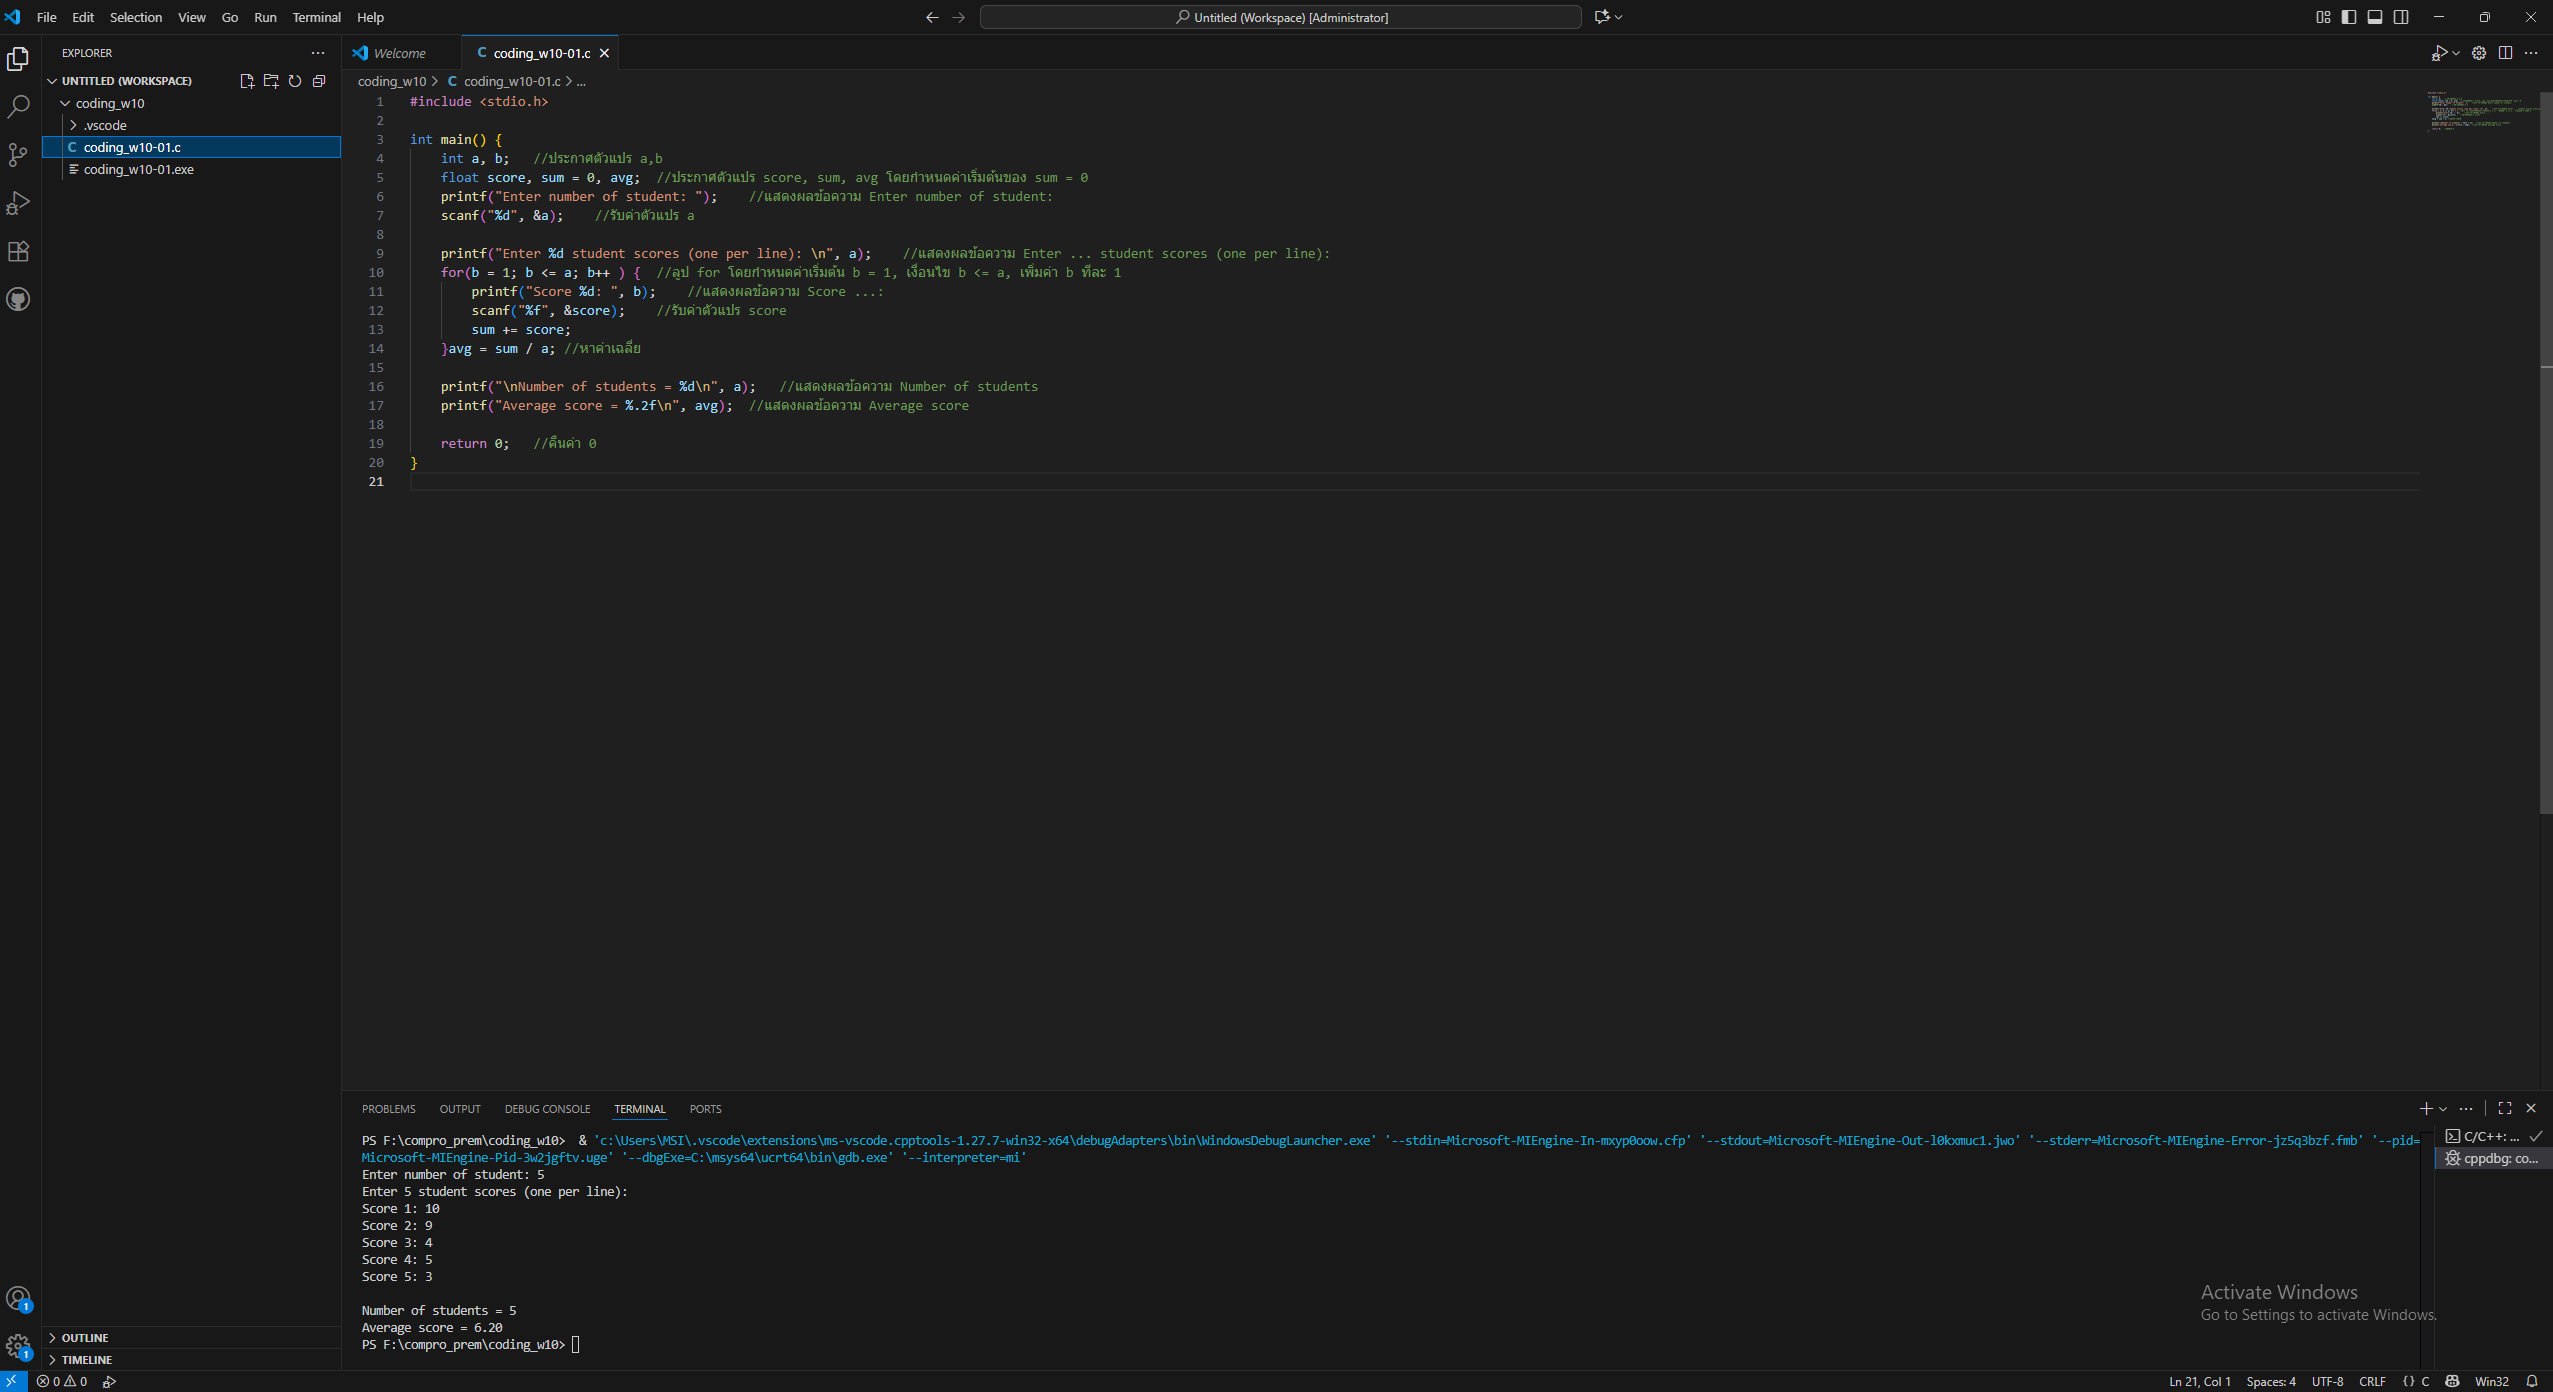 File Edit Selection View Go Run Terminal Help
Untitled (Workspace) [Administrator]
EXPLORER
UNTITLED (WORKSPACE)
coding_w10
.vscode
C coding_w10-01.c
coding_w10-01.exe
OUTLINE
TIMELINE
Welcome
C coding_w10-01.c
coding_w10 > C coding_w10-01.c > ...
1 #include <stdio.h>
2
3 int main() {
4 int a, b; //ประกาศตัวแปร a,b
5 float score, sum = 0, avg; //ประกาศตัวแปร score, sum, avg โดยกำหนดค่าเริ่มต้นของ sum = 0
6 printf("Enter number of student: "); //แสดงผลข้อความ Enter number of student:
7 scanf("%d", &a); //รับค่าตัวแปร a
8
9 printf("Enter %d student scores (one per line): \n", a); //แสดงผลข้อความ Enter ... student scores (one per line):
10 for(b = 1; b <= a; b++ ) { //ลูป for โดยกำหนดค่าเริ่มต้น b = 1, เงื่อนไข b <= a, เพิ่มค่า b ทีละ 1
11 printf("Score %d: ", b); //แสดงผลข้อความ Score ...:
12 scanf("%f", &score); //รับค่าตัวแปร score
13 sum += score;
14 }avg = sum / a; //หาค่าเฉลี่ย
15
16 printf("\nNumber of students = %d\n", a); //แสดงผลข้อความ Number of students
17 printf("Average score = %.2f\n", avg); //แสดงผลข้อความ Average score
18
19 return 0; //คืนค่า 0
20 }
21
PROBLEMS OUTPUT DEBUG CONSOLE TERMINAL PORTS
PS F:\compro_prem\coding_w10> & 'c:\Users\MSI\.vscode\extensions\ms-vscode.cpptools-1.27.7-win32-x64\debugAdapters\bin\WindowsDebugLauncher.exe' '--stdin=Microsoft-MIEngine-In-mxyp0oow.cfp' '--stdout=Microsoft-MIEngine-Out-l0kxmuc1.jwo' '--stderr=Microsoft-MIEngine-Error-jz5q3bzf.fmb' '--pid=
Microsoft-MIEngine-Pid-3w2jgftv.uge' '--dbgExe=C:\msys64\ucrt64\bin\gdb.exe' '--interpreter=mi'
Enter number of student: 5
Enter 5 student scores (one per line):
Score 1: 10
Score 2: 9
Score 3: 4
Score 4: 5
Score 5: 3
Number of students = 5
Average score = 6.20
PS F:\compro_prem\coding_w10>
C/C++: ...
cppdbg: co...
Activate Windows
Go to Settings to activate Windows.
1
1
0 0
Ln 21, Col 1 Spaces: 4 UTF-8 CRLF {} C Win32